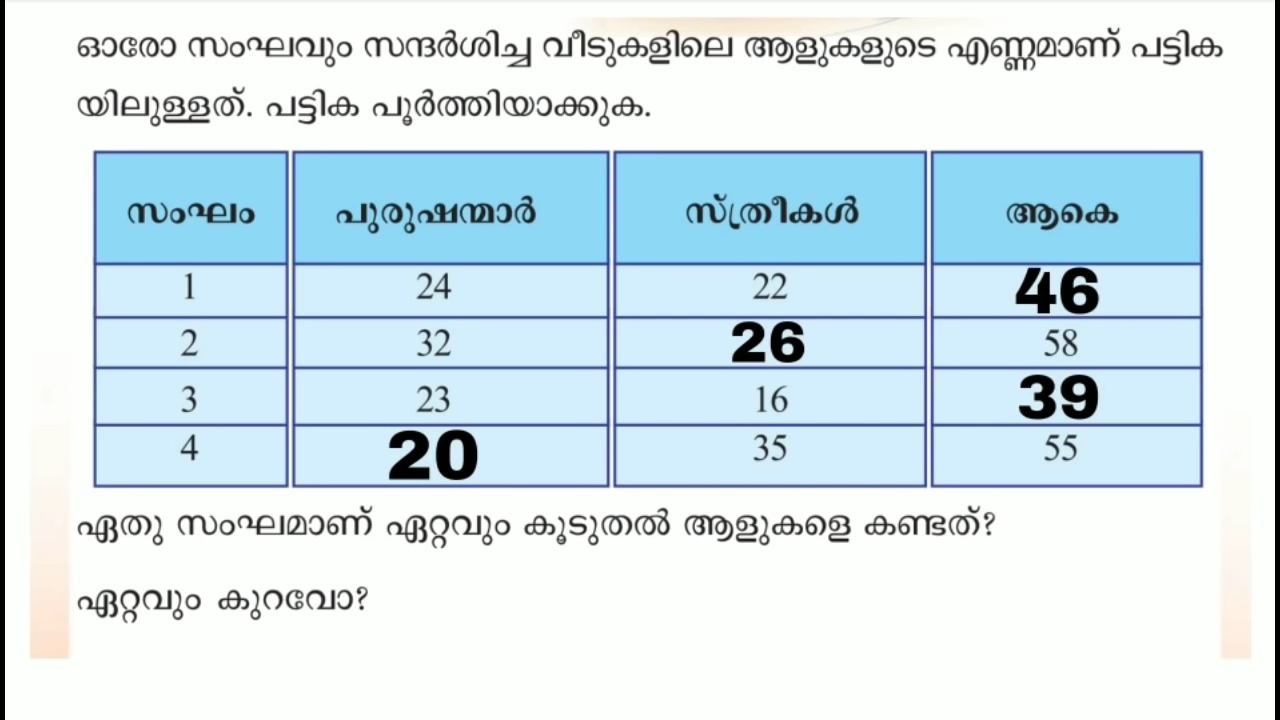 ഓരോ സംഘവും സന്ദർശിച്ച വീടുകളിലെ ആളുകളുടെ എണ്ണമാണ് പട്ടിക
യിലുള്ളത്. പട്ടിക പൂർത്തിയാക്കുക.
സംഘം പുരുഷന്മാർ സ്ത്രീകൾ ആകെ
1 24 22 46
2 32 26 58
3 23 16 39
4 20 35 55
ഏതു സംഘമാണ് ഏറ്റവും കൂടുതൽ ആളുകളെ കണ്ടത്?
ഏറ്റവും കുറവോ?